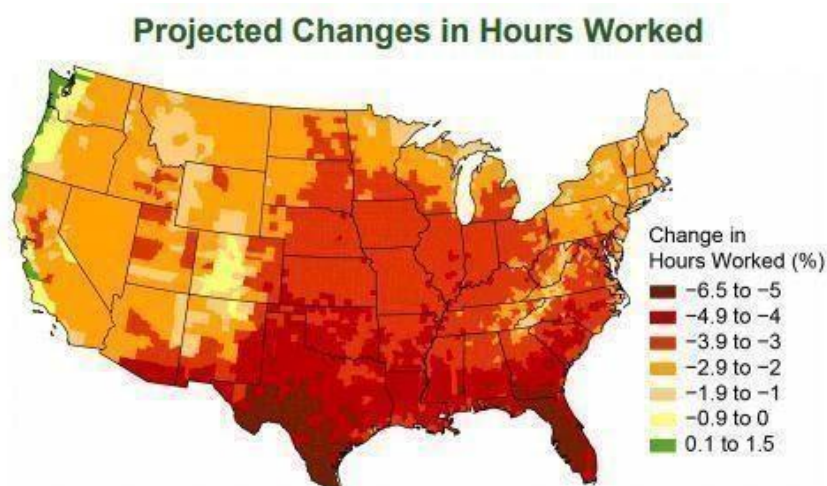 Projected Changes in Hours Worked
Change in
Hours Worked (%)
−6.5 to −5
−4.9 to −4
−3.9 to −3
−2.9 to −2
−1.9 to −1
−0.9 to 0
0.1 to 1.5